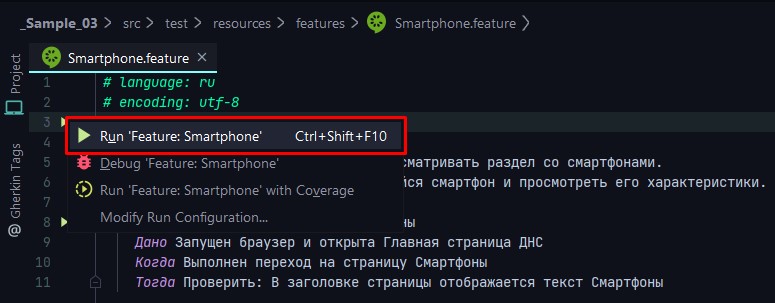 _Sample_03 > src > test > resources > features > Smartphone.feature >
Smartphone.feature ×
Project
Gherkin Tags
1 # language: ru
2 # encoding: utf-8
3
Run 'Feature: Smartphone' Ctrl+Shift+F10
4
5 Debug 'Feature: Smartphone' сматривать раздел со смартфонами.
6 Run 'Feature: Smartphone' with Coverage йся смартфон и просмотреть его характеристики.
7 Modify Run Configuration...
8 ны
9 Дано Запущен браузер и открыта Главная страница ДНС
10 Когда Выполнен переход на страницу Смартфоны
11 Тогда Проверить: В заголовке страницы отображается текст Смартфоны